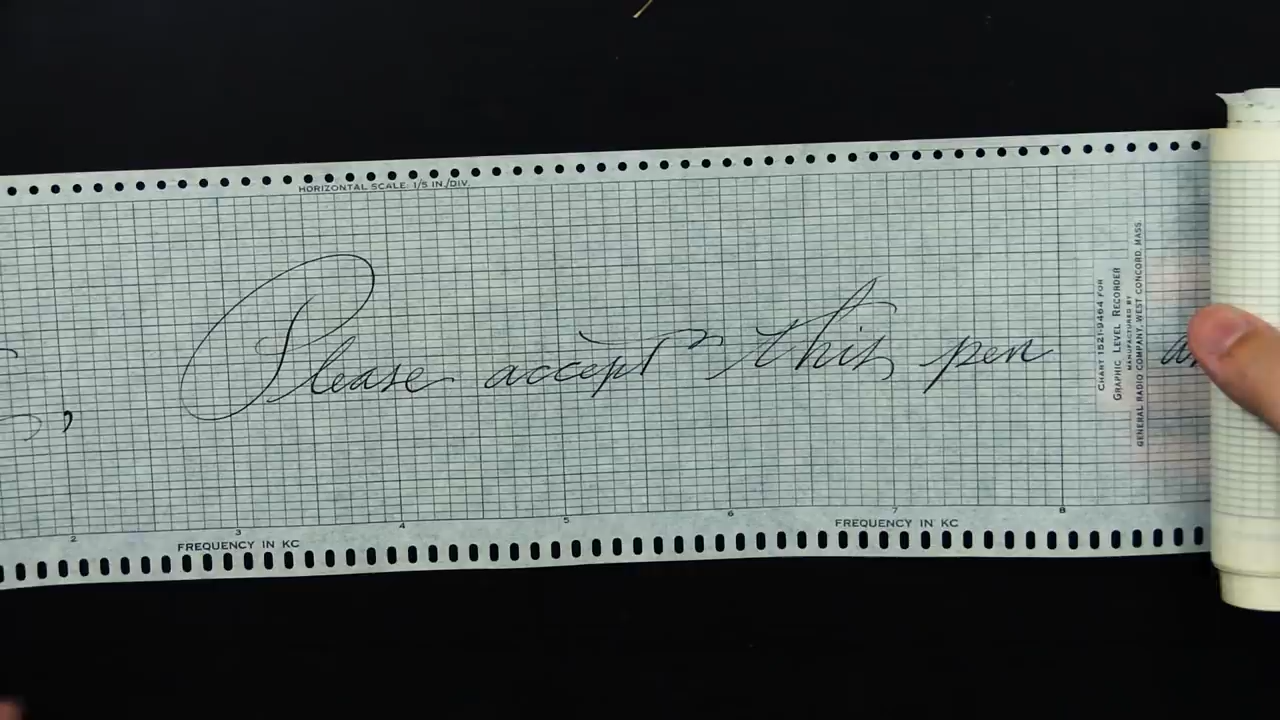 HORIZONTAL SCALE: 1/5 IN./DIV.
, Please accept this pen
CHART 1521-9464 FOR
GRAPHIC LEVEL RECORDER
MANUFACTURED BY
GENERAL RADIO COMPANY, WEST CONCORD, MASS.
2 3 4 5 6 7 8
FREQUENCY IN KC FREQUENCY IN KC